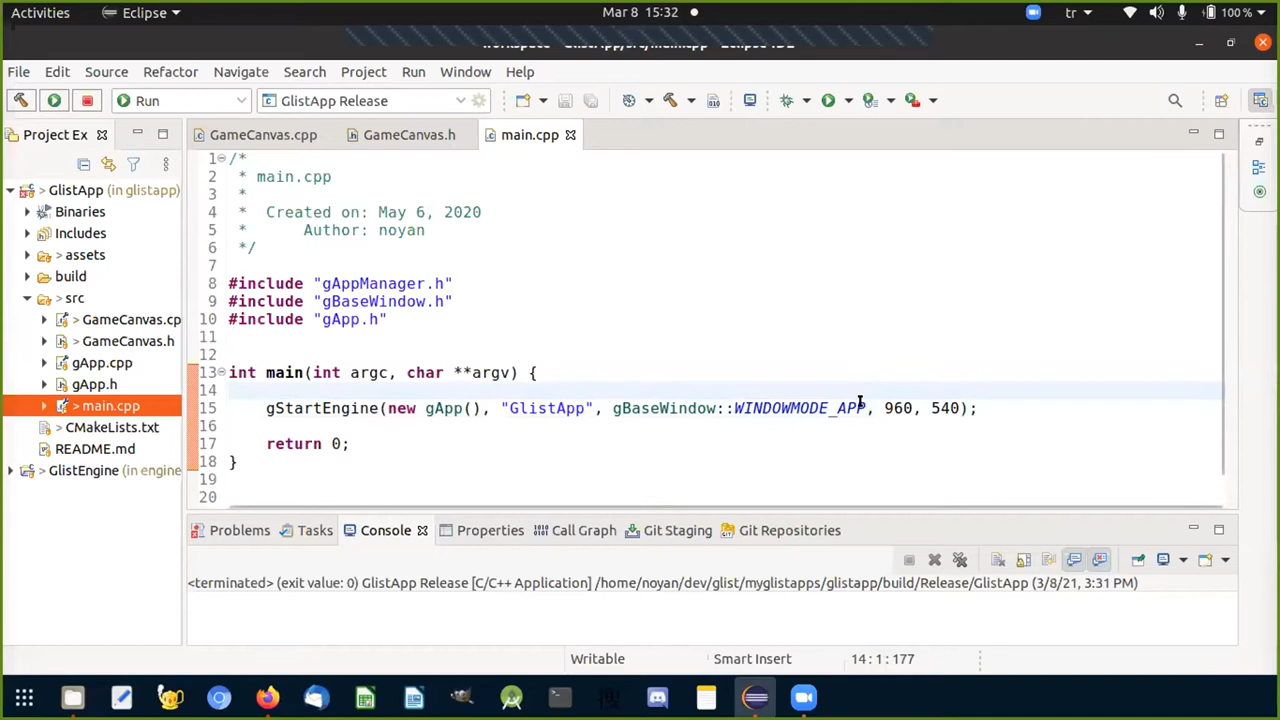 Activities Eclipse Mar 8 15:32 tr 100 %
workspace - GlistApp/src/main.cpp - Eclipse IDE
File Edit Source Refactor Navigate Search Project Run Window Help
Run GlistApp Release
Project Ex GameCanvas.cpp GameCanvas.h main.cpp
GlistApp (in glistapp)
Binaries
Includes
> assets
build
> src
> GameCanvas.cp
> GameCanvas.h
> gApp.cpp
> gApp.h
> main.cpp
> CMakeLists.txt
README.md
> GlistEngine (in engine
1 /*
2 * main.cpp
3 *
4 * Created on: May 6, 2020
5 * Author: noyan
6 */
7
8 #include "gAppManager.h"
9 #include "gBaseWindow.h"
10 #include "gApp.h"
11
12
13 int main(int argc, char **argv) {
14
15 gStartEngine(new gApp(), "GlistApp", gBaseWindow::WINDOWMODE_APP, 960, 540);
16
17 return 0;
18 }
19
20
Problems Tasks Console Properties Call Graph Git Staging Git Repositories
<terminated> (exit value: 0) GlistApp Release [C/C++ Application] /home/noyan/dev/glist/myglistapps/glistapp/build/Release/GlistApp (3/8/21, 3:31 PM)
Writable Smart Insert 14 : 1 : 177